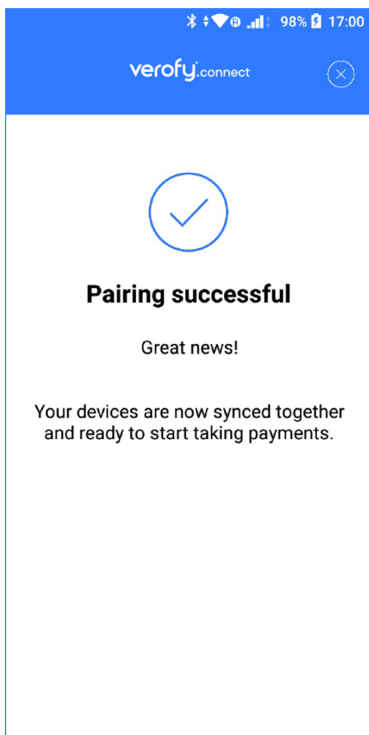 98% 17:00
verofy.connect
Pairing successful
Great news!
Your devices are now synced together
and ready to start taking payments.